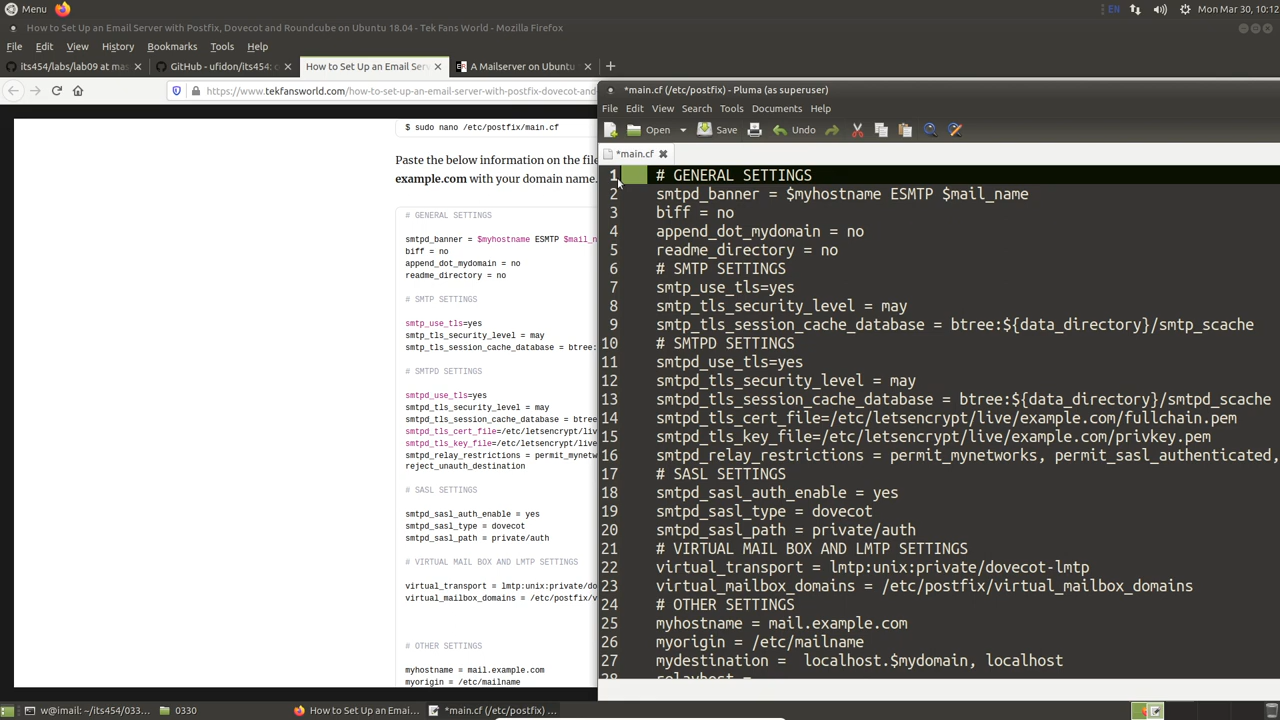 Menu
EN
Mon Mar 30, 10:12
How to Set Up an Email Server with Postfix, Dovecot and Roundcube on Ubuntu 18.04 - Tek Fans World - Mozilla Firefox
File Edit View History Bookmarks Tools Help
its454/labs/lab09 at mas
GitHub - ufidon/its454: c
How to Set Up an Email Serv
A Mailserver on Ubuntu
https://www.tekfansworld.com/how-to-set-up-an-email-server-with-postfix-dovecot-and-
$ sudo nano /etc/postfix/main.cf
Paste the below information on the file
example.com with your domain name.
# GENERAL SETTINGS
smtpd_banner = $myhostname ESMTP $mail_n
biff = no
append_dot_mydomain = no
readme_directory = no
# SMTP SETTINGS
smtp_use_tls=yes
smtp_tls_security_level = may
smtp_tls_session_cache_database = btree:
# SMTPD SETTINGS
smtpd_use_tls=yes
smtpd_tls_security_level = may
smtpd_tls_session_cache_database = btree
smtpd_tls_cert_file=/etc/letsencrypt/liv
smtpd_tls_key_file=/etc/letsencrypt/live
smtpd_relay_restrictions = permit_mynetw
reject_unauth_destination
# SASL SETTINGS
smtpd_sasl_auth_enable = yes
smtpd_sasl_type = dovecot
smtpd_sasl_path = private/auth
# VIRTUAL MAIL BOX AND LMTP SETTINGS
virtual_transport = lmtp:unix:private/do
virtual_mailbox_domains = /etc/postfix/v
# OTHER SETTINGS
myhostname = mail.example.com
myorigin = /etc/mailname
*main.cf (/etc/postfix) - Pluma (as superuser)
File Edit View Search Tools Documents Help
Open Save Undo
*main.cf
1 # GENERAL SETTINGS
2 smtpd_banner = $myhostname ESMTP $mail_name
3 biff = no
4 append_dot_mydomain = no
5 readme_directory = no
6 # SMTP SETTINGS
7 smtp_use_tls=yes
8 smtp_tls_security_level = may
9 smtp_tls_session_cache_database = btree:${data_directory}/smtp_scache
10 # SMTPD SETTINGS
11 smtpd_use_tls=yes
12 smtpd_tls_security_level = may
13 smtpd_tls_session_cache_database = btree:${data_directory}/smtpd_scache
14 smtpd_tls_cert_file=/etc/letsencrypt/live/example.com/fullchain.pem
15 smtpd_tls_key_file=/etc/letsencrypt/live/example.com/privkey.pem
16 smtpd_relay_restrictions = permit_mynetworks, permit_sasl_authenticated,
17 # SASL SETTINGS
18 smtpd_sasl_auth_enable = yes
19 smtpd_sasl_type = dovecot
20 smtpd_sasl_path = private/auth
21 # VIRTUAL MAIL BOX AND LMTP SETTINGS
22 virtual_transport = lmtp:unix:private/dovecot-lmtp
23 virtual_mailbox_domains = /etc/postfix/virtual_mailbox_domains
24 # OTHER SETTINGS
25 myhostname = mail.example.com
26 myorigin = /etc/mailname
27 mydestination =  localhost.$mydomain, localhost
28 relayhost =
w@imail: ~/its454/033...
0330
How to Set Up an Emai...
*main.cf (/etc/postfix) ...